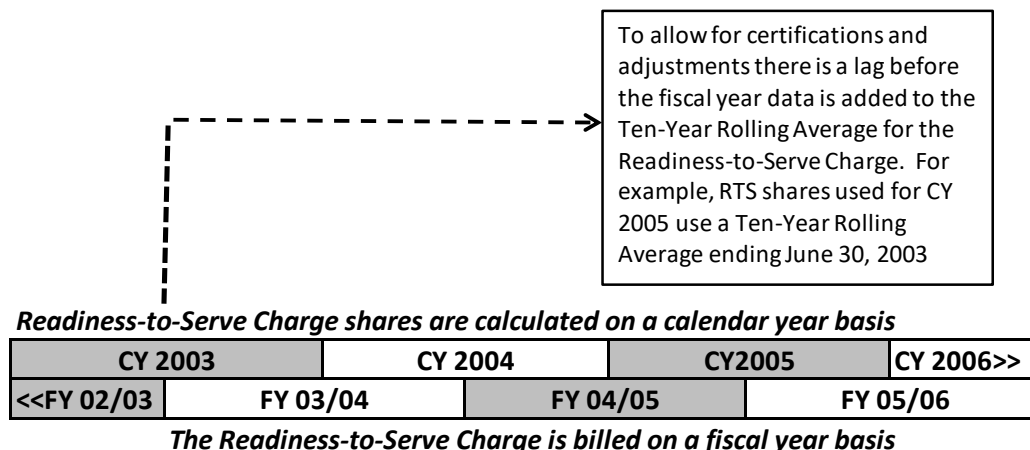 To allow for certifications and
adjustments there is a lag before
the fiscal year data is added to the
Ten-Year Rolling Average for the
Readiness-to-Serve Charge.  For
example, RTS shares used for CY
2005 use a Ten-Year Rolling
Average ending June 30, 2003
Readiness-to-Serve Charge shares are calculated on a calendar year basis
CY 2003 CY 2004 CY2005 CY 2006>>
<<FY 02/03 FY 03/04 FY 04/05 FY 05/06
The Readiness-to-Serve Charge is billed on a fiscal year basis